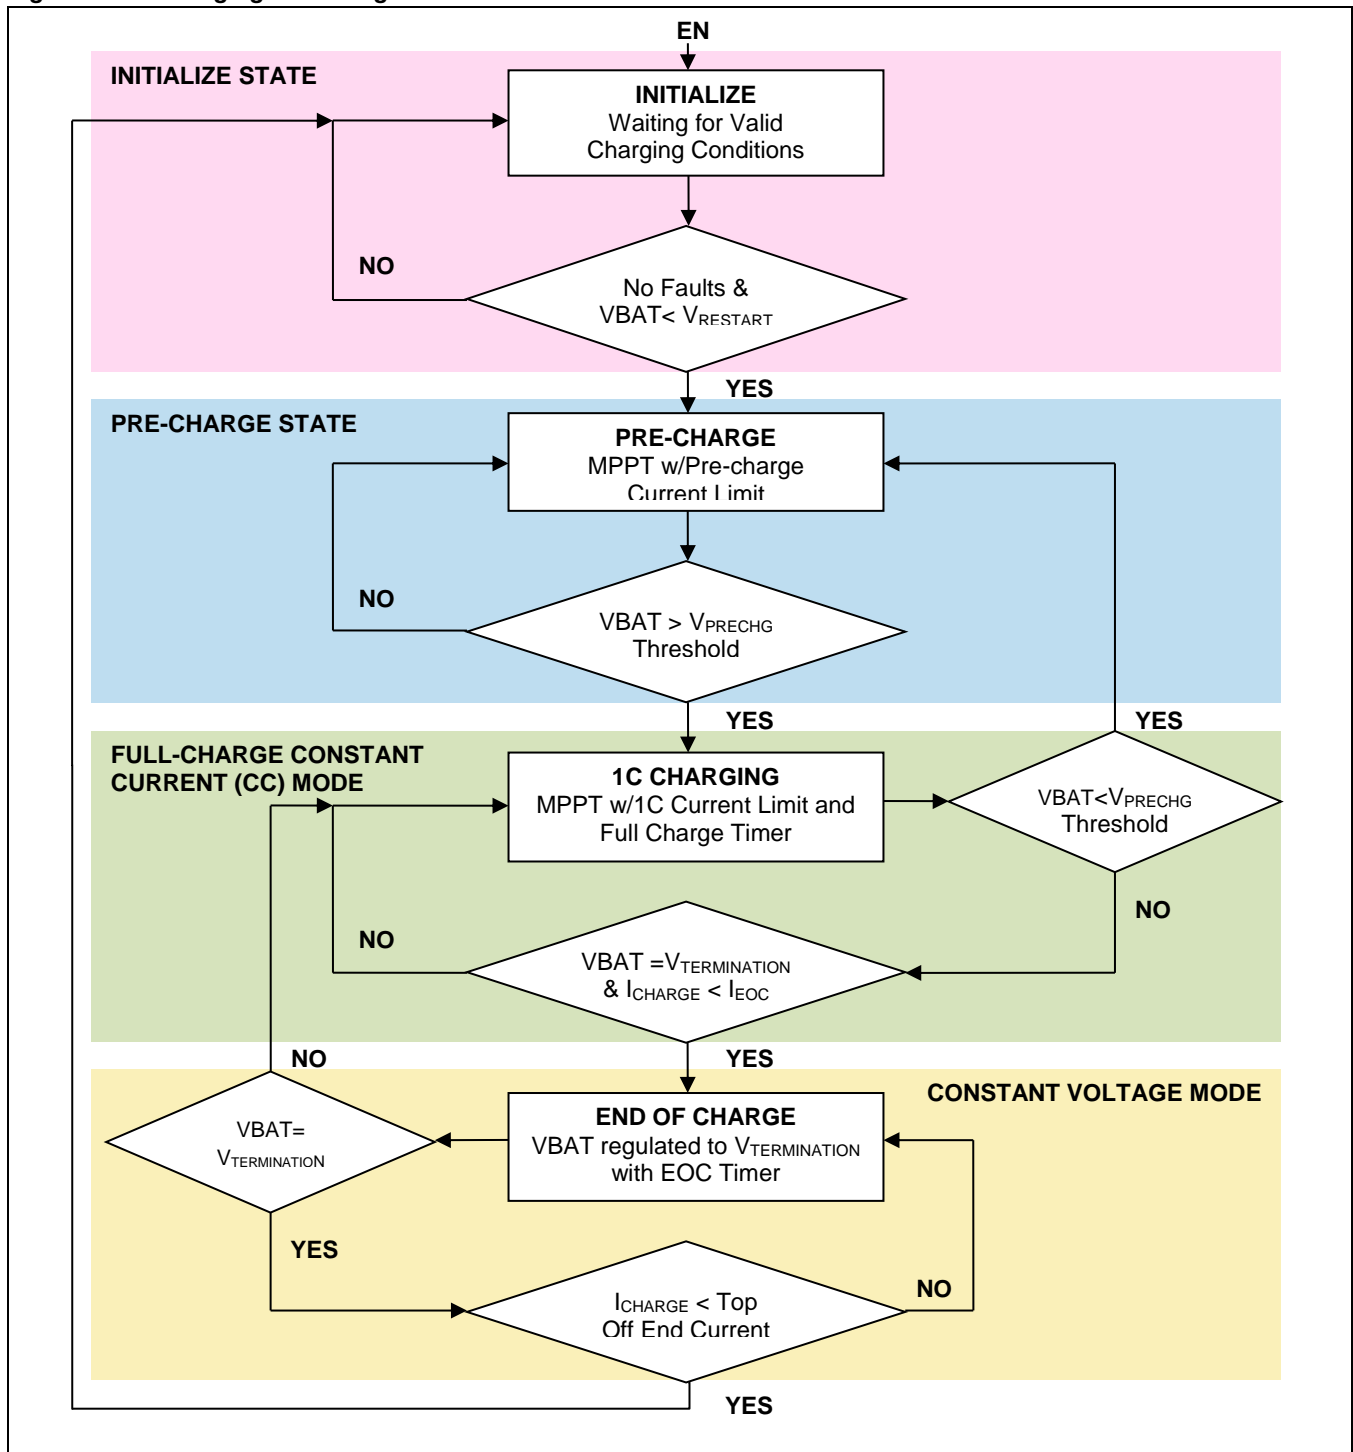 EN
INITIALIZE STATE
INITIALIZE
Waiting for Valid
Charging Conditions
NO
No Faults &
VBAT< VRESTART
YES
PRE-CHARGE STATE
PRE-CHARGE
MPPT w/Pre-charge
Current Limit
NO
VBAT > VPRECHG
Threshold
YES
YES
FULL-CHARGE CONSTANT
CURRENT (CC) MODE
1C CHARGING
MPPT w/1C Current Limit and
Full Charge Timer
VBAT<VPRECHG
Threshold
NO
NO
VBAT =VTERMINATION
& ICHARGE < IEOC
NO
YES
CONSTANT VOLTAGE MODE
END OF CHARGE
VBAT regulated to VTERMINATION
with EOC Timer
VBAT=
VTERMINATION
YES
NO
ICHARGE < Top
Off End Current
YES